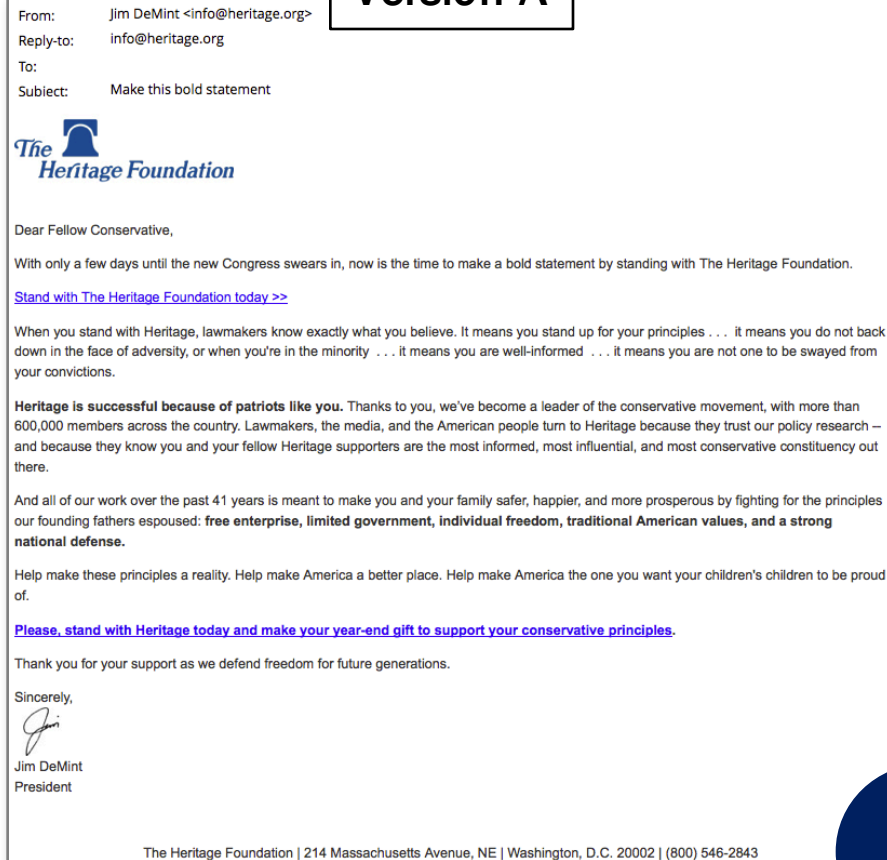 Version A
From: Jim DeMint <info@heritage.org>
Reply-to: info@heritage.org
To:
Subject: Make this bold statement
The
Heritage Foundation
Dear Fellow Conservative,
With only a few days until the new Congress swears in, now is the time to make a bold statement by standing with The Heritage Foundation.
Stand with The Heritage Foundation today >>
When you stand with Heritage, lawmakers know exactly what you believe. It means you stand up for your principles . . . it means you do not back
down in the face of adversity, or when you're in the minority . . . it means you are well-informed . . . it means you are not one to be swayed from
your convictions.
Heritage is successful because of patriots like you. Thanks to you, we've become a leader of the conservative movement, with more than
600,000 members across the country. Lawmakers, the media, and the American people turn to Heritage because they trust our policy research –
and because they know you and your fellow Heritage supporters are the most informed, most influential, and most conservative constituency out
there.
And all of our work over the past 41 years is meant to make you and your family safer, happier, and more prosperous by fighting for the principles
our founding fathers espoused: free enterprise, limited government, individual freedom, traditional American values, and a strong
national defense.
Help make these principles a reality. Help make America a better place. Help make America the one you want your children's children to be proud
of.
Please, stand with Heritage today and make your year-end gift to support your conservative principles.
Thank you for your support as we defend freedom for future generations.
Sincerely,
Jim
Jim DeMint
President
The Heritage Foundation | 214 Massachusetts Avenue, NE | Washington, D.C. 20002 | (800) 546-2843